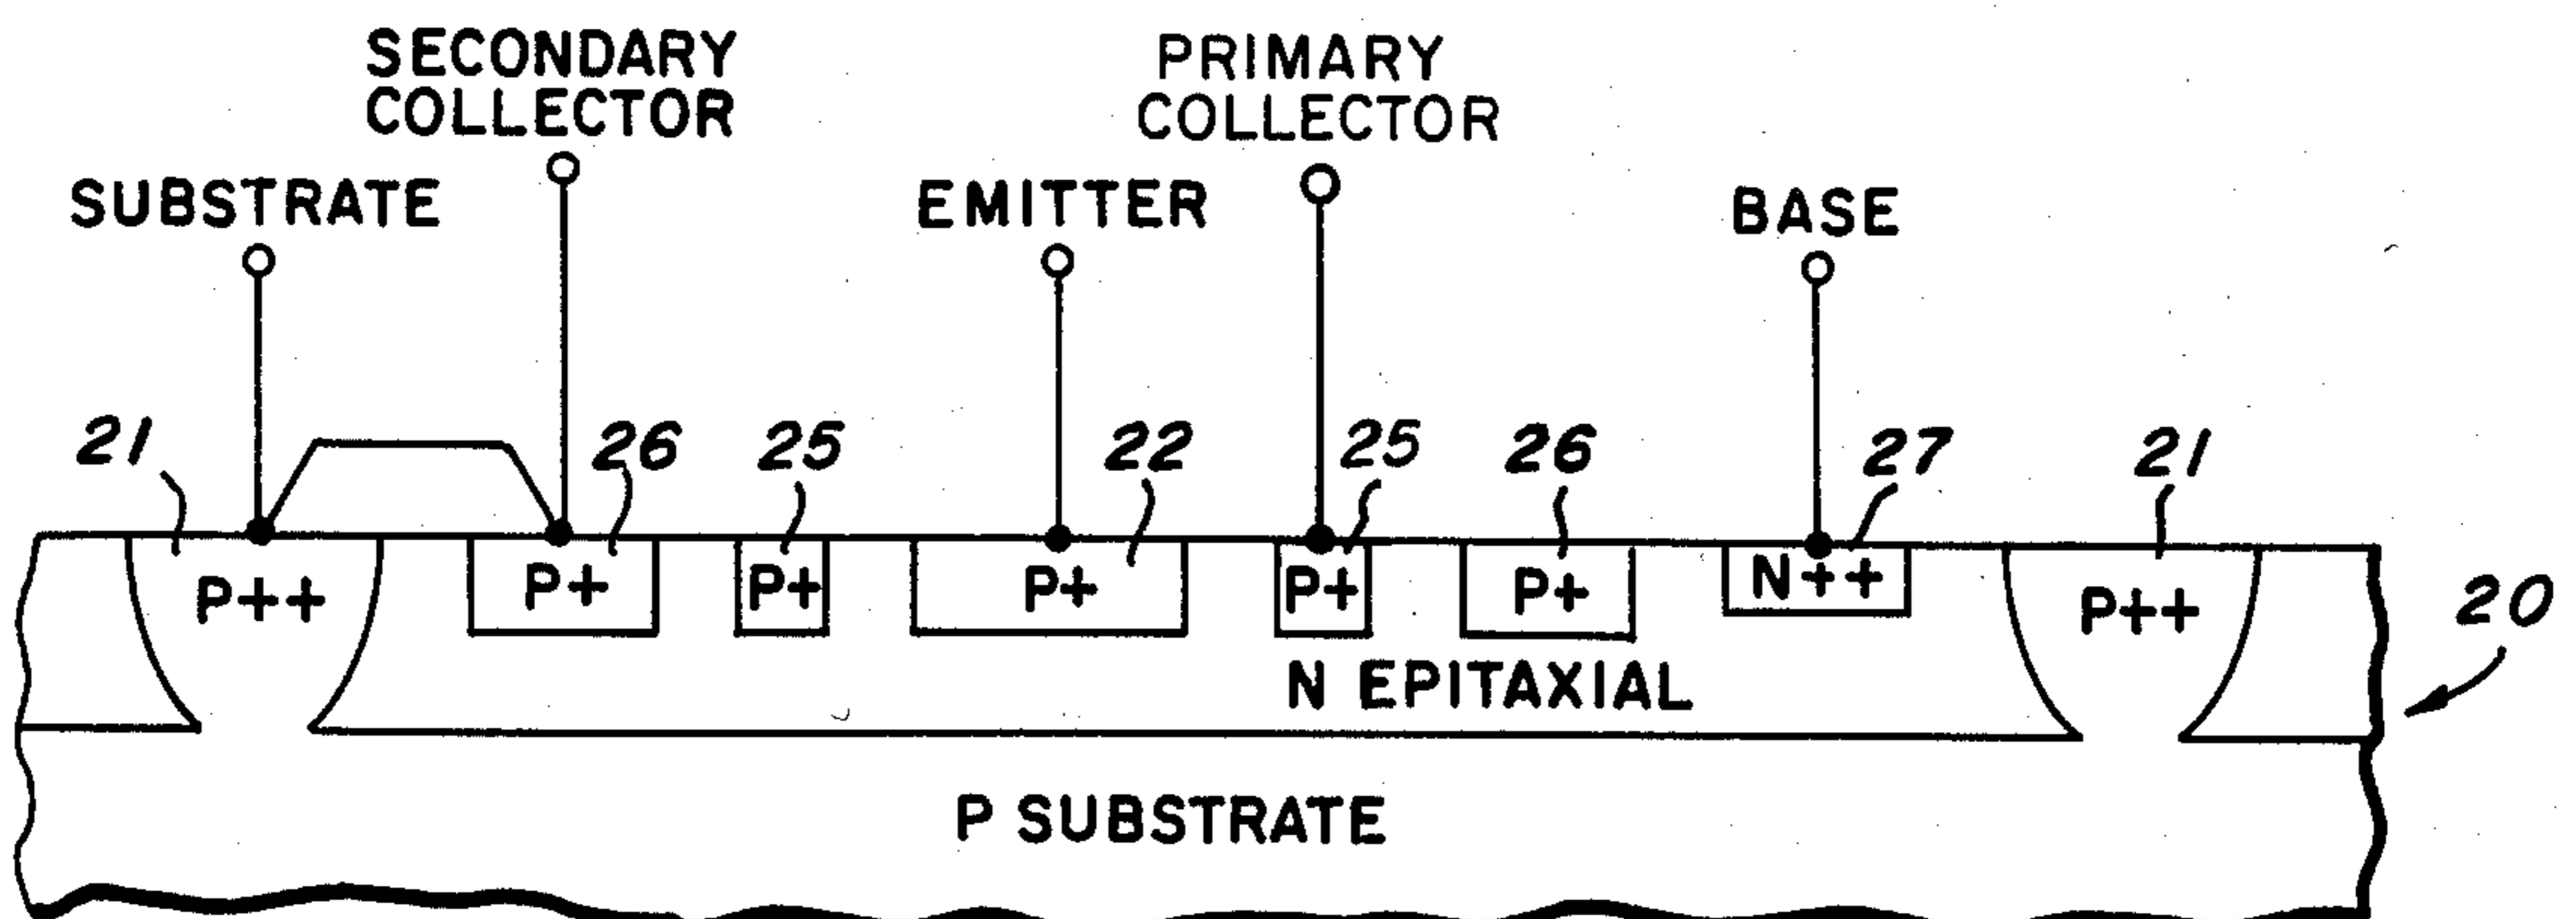 SECONDARY
COLLECTOR
PRIMARY
COLLECTOR
SUBSTRATE
EMITTER
BASE
21
26
25
22
25
26
27
21
P++
P+
P+
P+
P+
P+
N++
P++
20
N EPITAXIAL
P SUBSTRATE